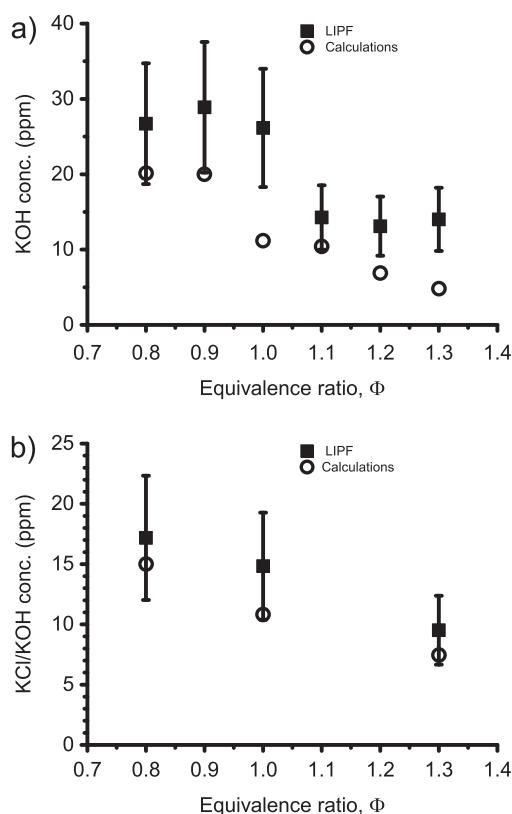 a)
LIPF
Calculations
KOH conc. (ppm)
40
30
20
10
0
0.7 0.8 0.9 1.0 1.1 1.2 1.3 1.4
Equivalence ratio, Φ
b)
LIPF
Calculations
KCl/KOH conc. (ppm)
25
20
15
10
5
0
0.7 0.8 0.9 1.0 1.1 1.2 1.3 1.4
Equivalence ratio, Φ